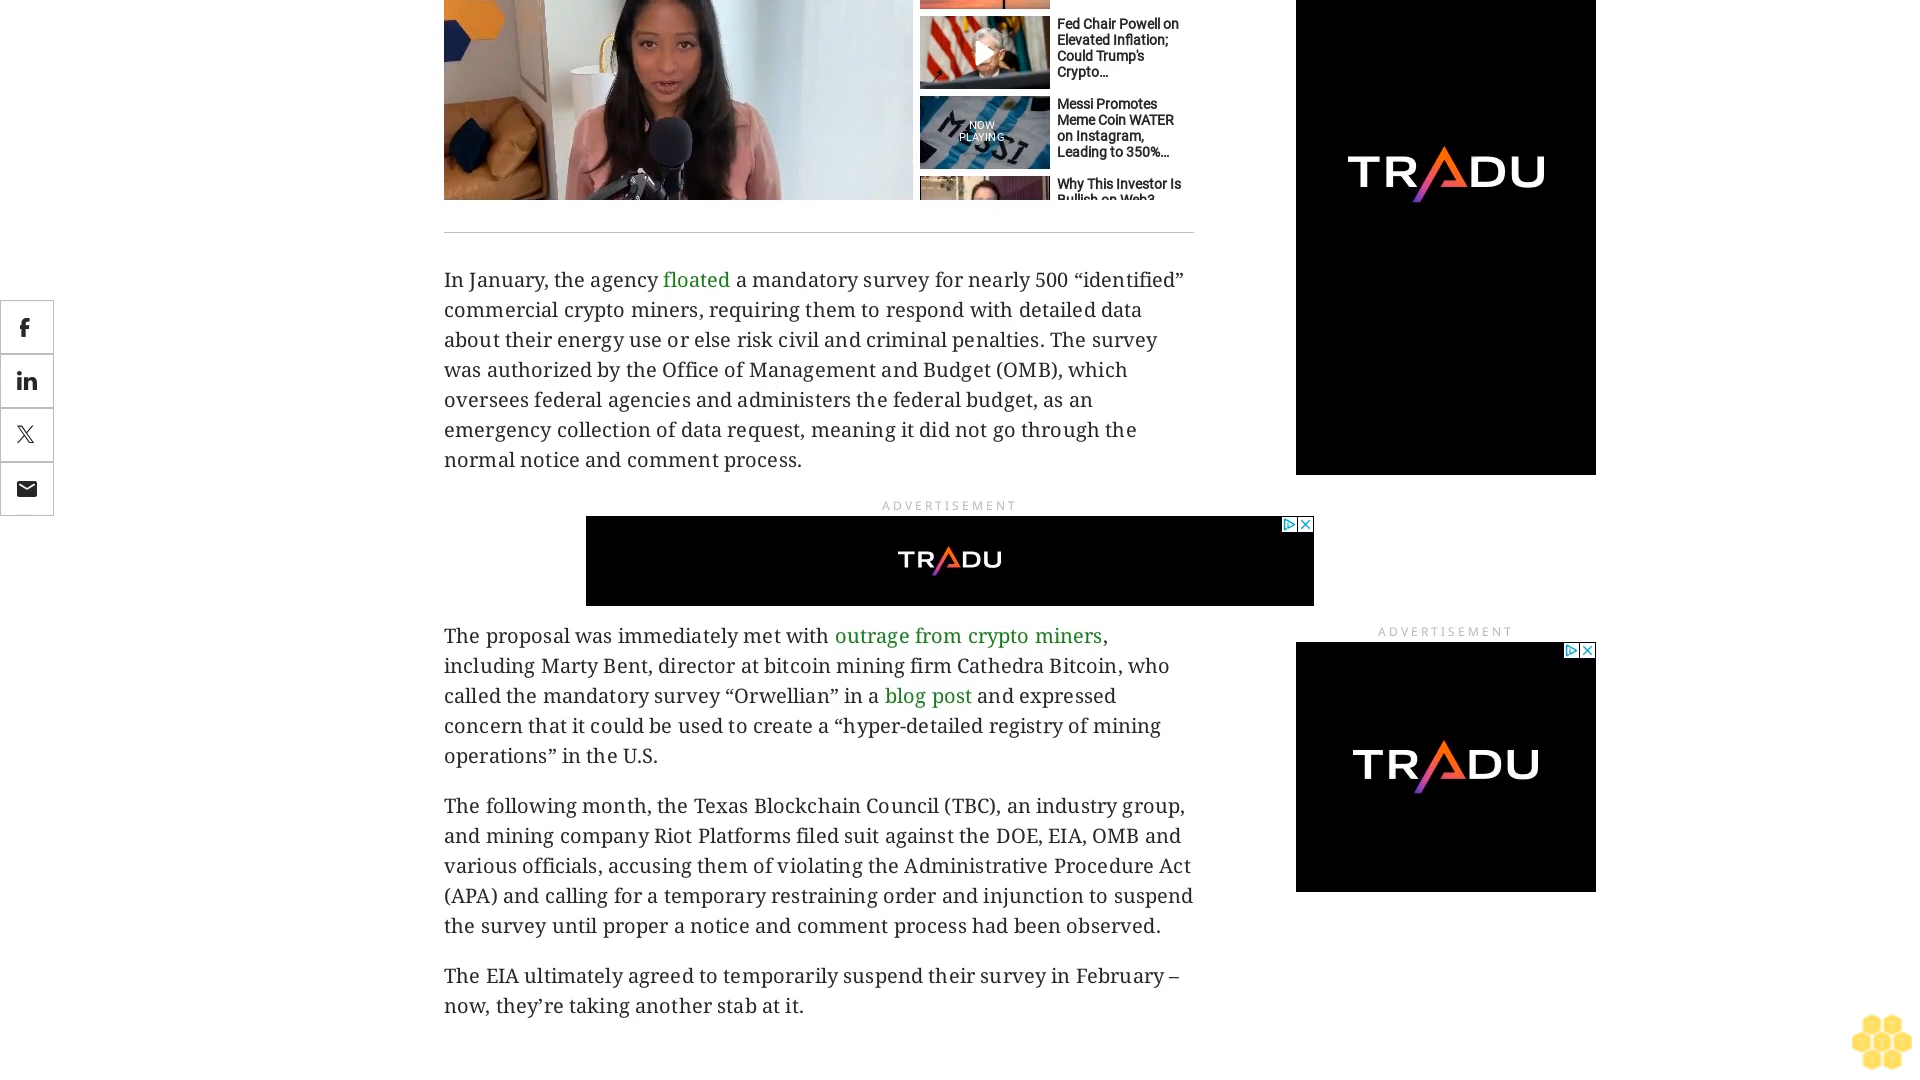 Fed Chair Powell on
Elevated Inflation;
Could Trump's
Crypto...
NOW
PLAYING
Messi Promotes
Meme Coin WATER
on Instagram,
Leading to 350%...
Why This Investor Is
Bullish on Web3
TRADU
In January, the agency floated a mandatory survey for nearly 500 “identified”
commercial crypto miners, requiring them to respond with detailed data
about their energy use or else risk civil and criminal penalties. The survey
was authorized by the Office of Management and Budget (OMB), which
oversees federal agencies and administers the federal budget, as an
emergency collection of data request, meaning it did not go through the
normal notice and comment process.
ADVERTISEMENT
TRADU
The proposal was immediately met with outrage from crypto miners,
including Marty Bent, director at bitcoin mining firm Cathedra Bitcoin, who
called the mandatory survey “Orwellian” in a blog post and expressed
concern that it could be used to create a “hyper-detailed registry of mining
operations” in the U.S.
ADVERTISEMENT
TRADU
The following month, the Texas Blockchain Council (TBC), an industry group,
and mining company Riot Platforms filed suit against the DOE, EIA, OMB and
various officials, accusing them of violating the Administrative Procedure Act
(APA) and calling for a temporary restraining order and injunction to suspend
the survey until proper a notice and comment process had been observed.
The EIA ultimately agreed to temporarily suspend their survey in February –
now, they’re taking another stab at it.